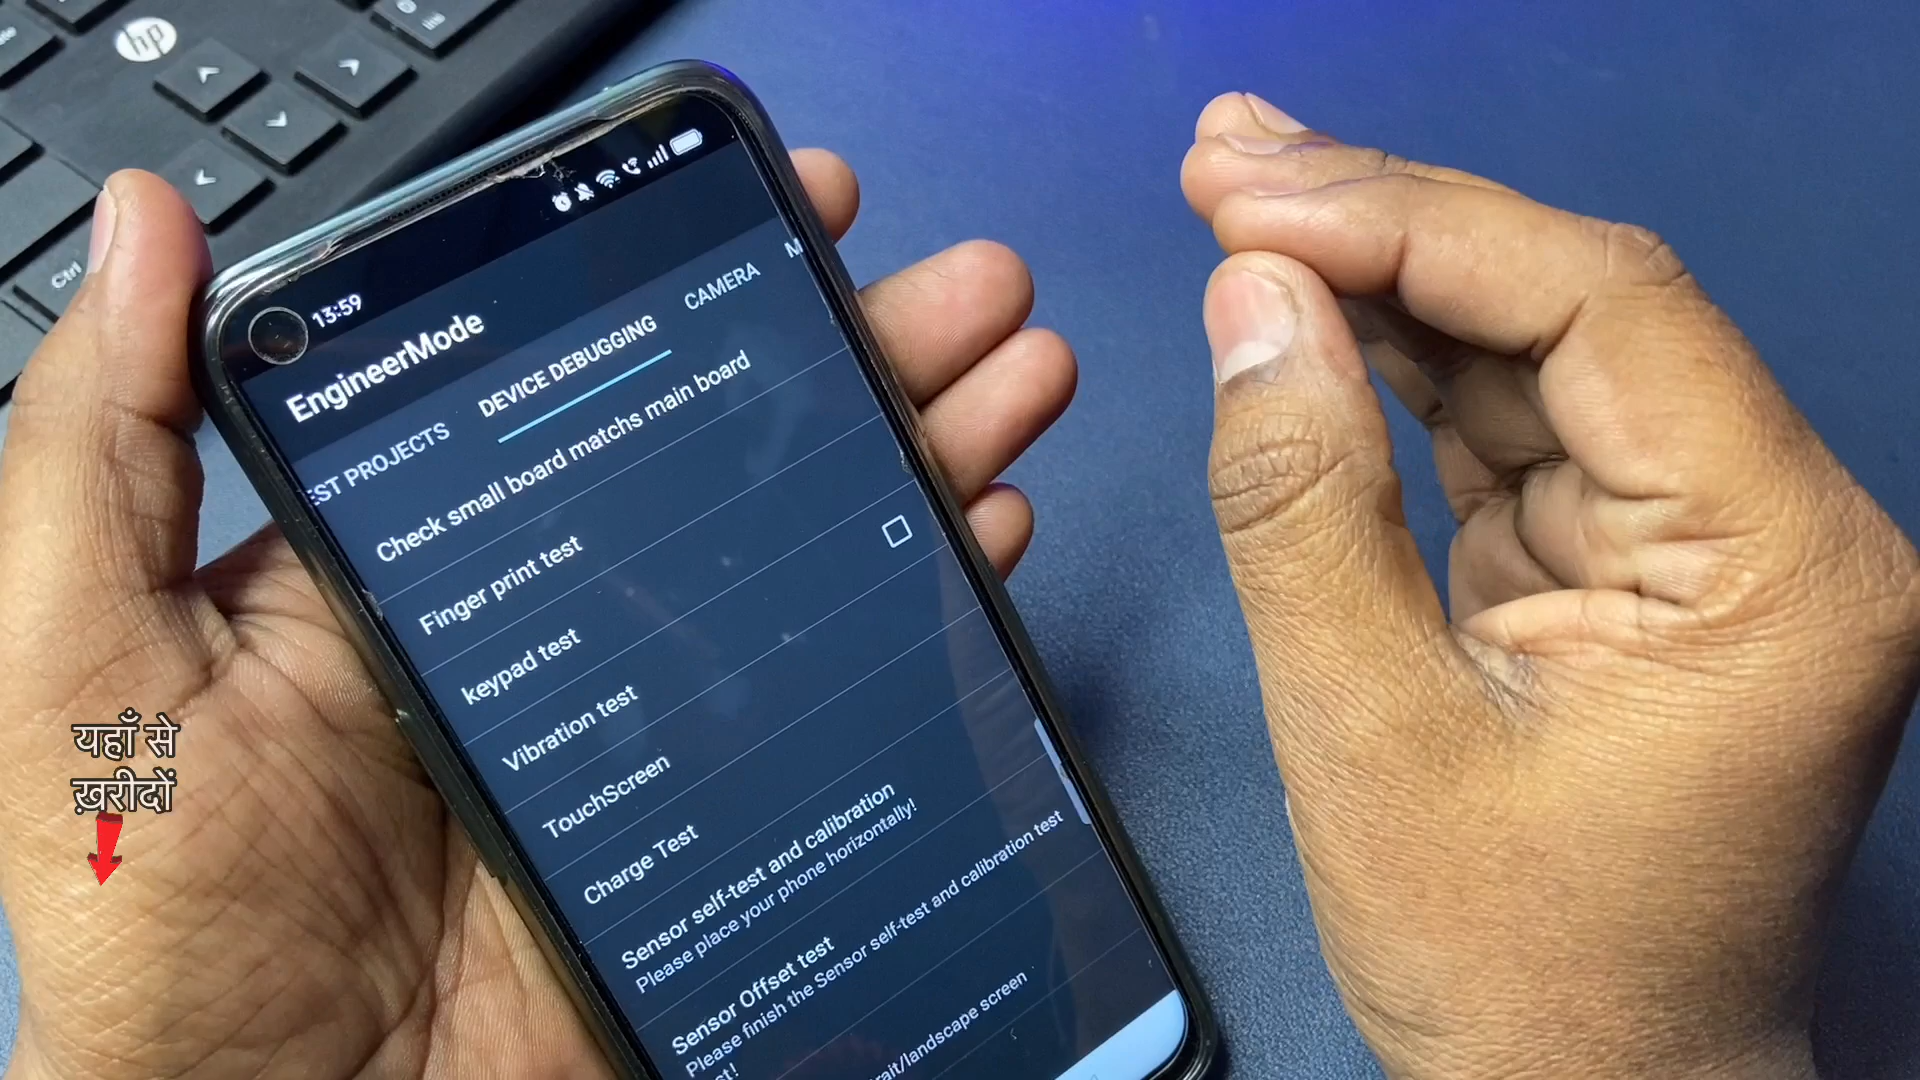 hp
Ctrl
13:59
EngineerMode
EST PROJECTS DEVICE DEBUGGING CAMERA M
Check small board matchs main board
Finger print test
keypad test
Vibration test
TouchScreen
Charge Test
Sensor self-test and calibration
Please place your phone horizontally!
Sensor Offset test
Please finish the Sensor self-test and calibration test
st!
rait/landscape screen
यहाँ से
ख़रीदों